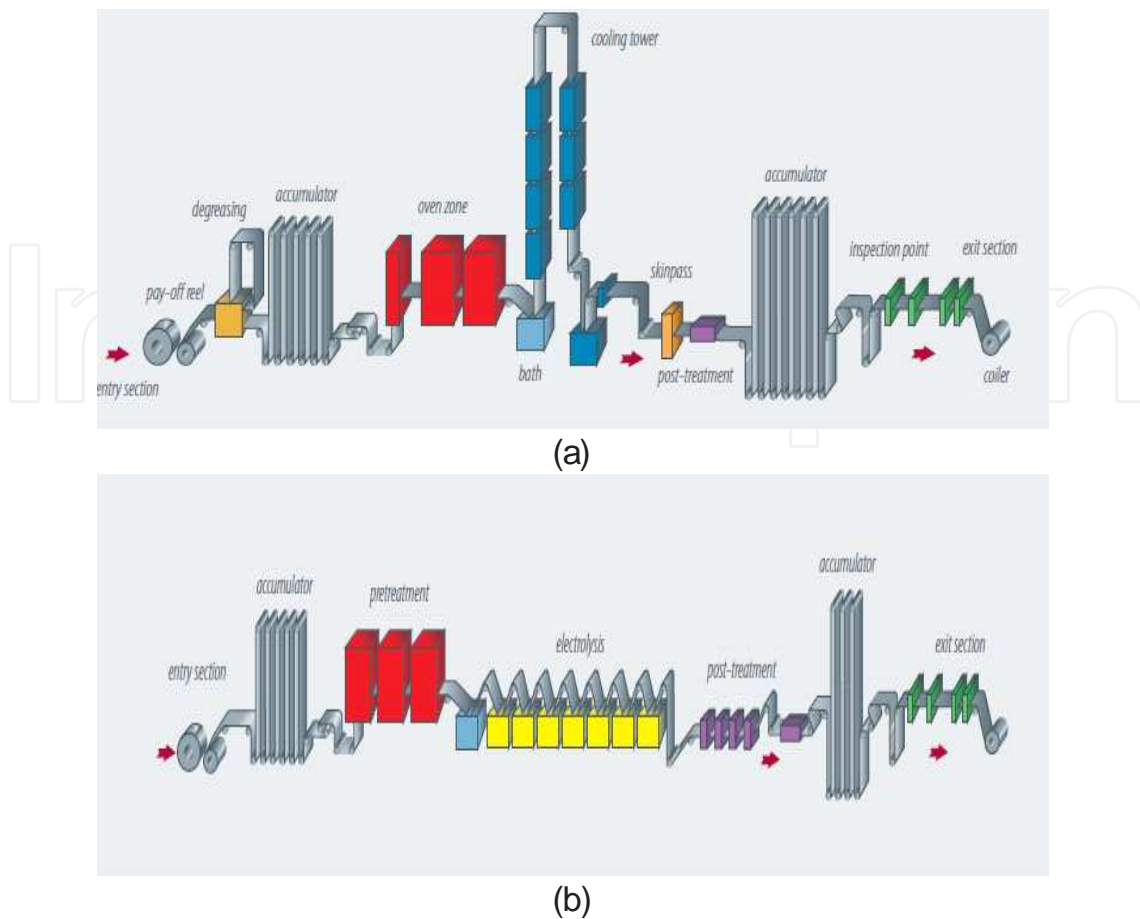 cooling tower
accumulator
degreasing
accumulator
oven zone
inspection point
exit section
pay-off reel
skinpass
entry section
bath
post-treatment
coiler
(a)
accumulator
accumulator
pretreatment
electrolysis
exit section
entry section
post-treatment
(b)